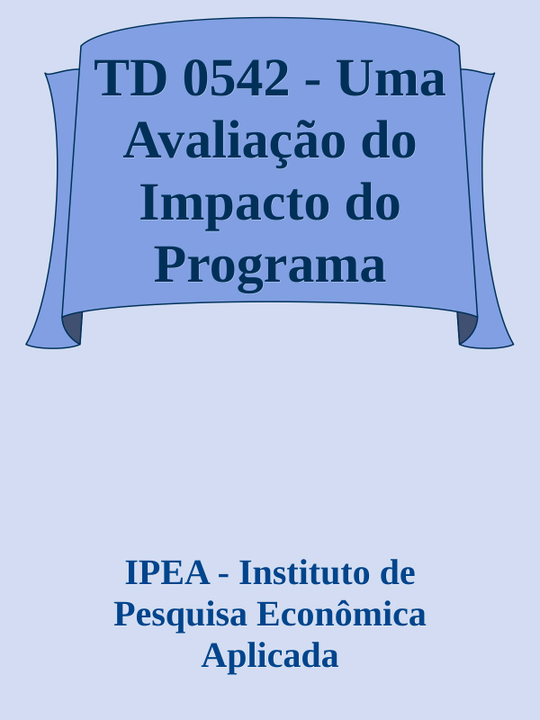 TD 0542 - Uma
Avaliação do
Impacto do
Programa
IPEA - Instituto de
Pesquisa Econômica
Aplicada